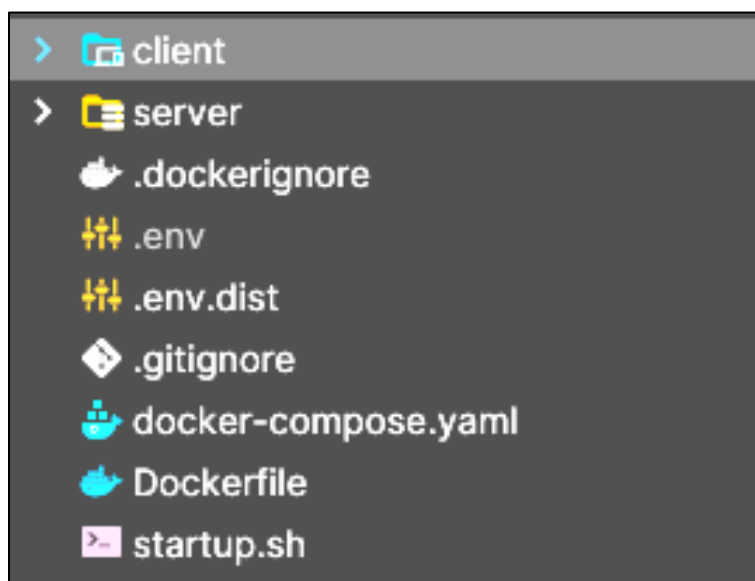 client
server
.dockerignore
.env
.env.dist
.gitignore
docker-compose.yaml
Dockerfile
startup.sh